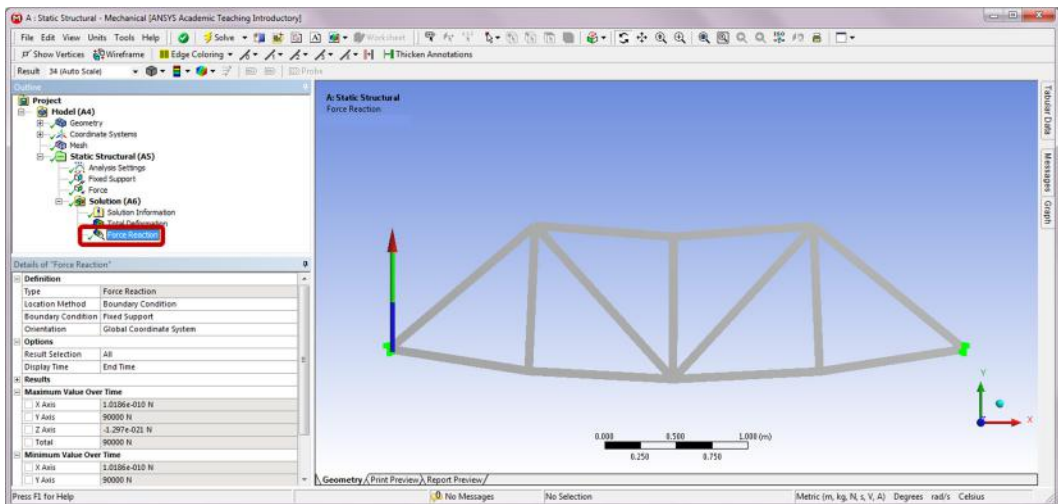 A : Static Structural - Mechanical [ANSYS Academic Teaching Introductory]
File Edit View Units Tools Help Solve Worksheet
Show Vertices Wireframe Edge Coloring Thicken Annotations
Result 34 (Auto Scale) Probe
Outline
Project
Model (A4)
Geometry
Coordinate Systems
Mesh
Static Structural (A5)
Analysis Settings
Fixed Support
Force
Solution (A6)
Solution Information
Total Deformation
Force Reaction
Details of "Force Reaction"
Definition
Type Force Reaction
Location Method Boundary Condition
Boundary Condition Fixed Support
Orientation Global Coordinate System
Options
Result Selection All
Display Time End Time
Results
Maximum Value Over Time
X Axis 1.0186e-010 N
Y Axis 90000 N
Z Axis -1.297e-021 N
Total 90000 N
Minimum Value Over Time
X Axis 1.0186e-010 N
Y Axis 90000 N
A: Static Structural
Force Reaction
0.000 0.500 1.000 (m)
0.250 0.750
Y
X
Geometry Print Preview Report Preview
Tabular Data
Messages
Graph
Press F1 for Help
0 No Messages
No Selection
Metric (m, kg, N, s, V, A) Degrees rad/s Celsius